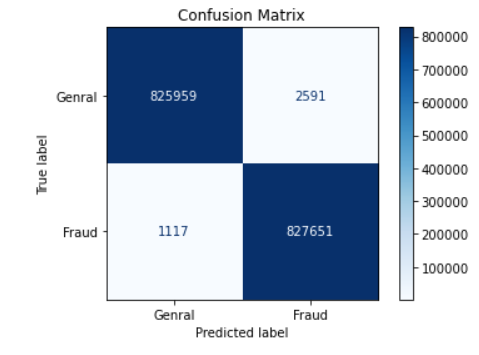 Confusion Matrix
Genral 825959 2591
Fraud 1117 827651
Genral Fraud
Predicted label
True label
800000
700000
600000
500000
400000
300000
200000
100000